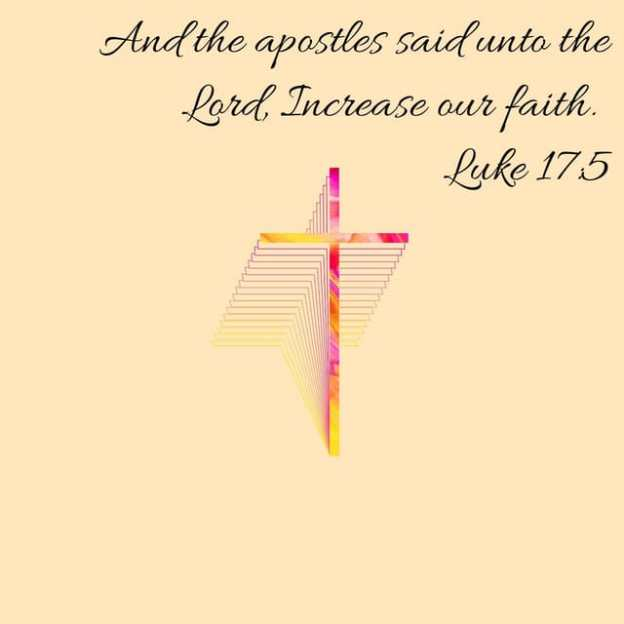 And the apostles said unto the
Lord, Increase our faith.
Luke 17:5